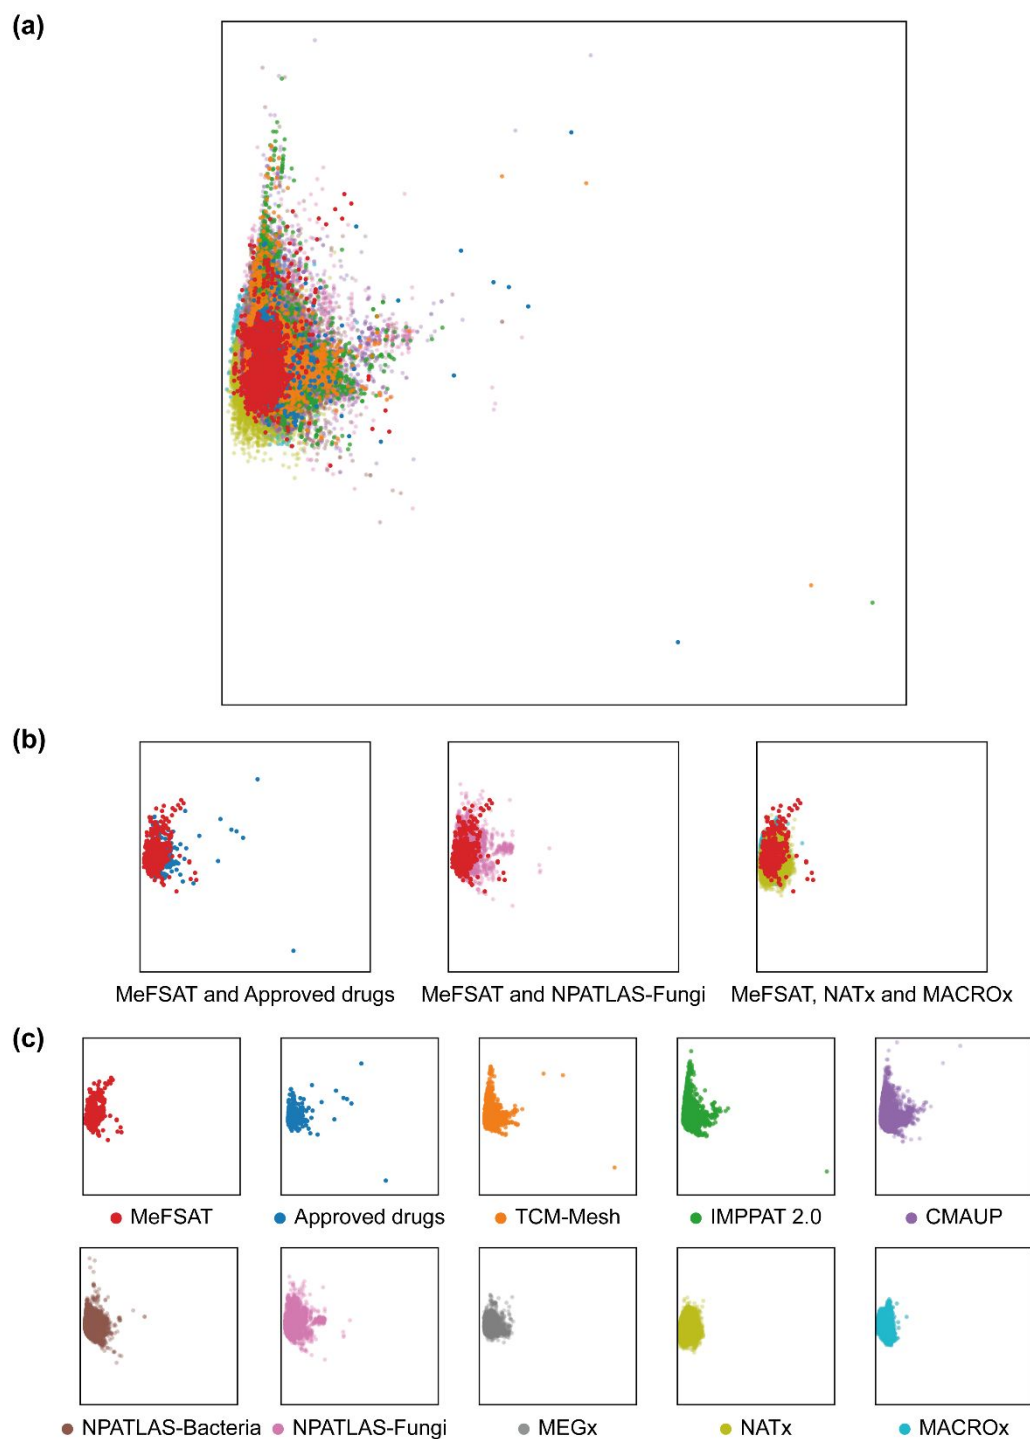 (a)
(b)
MeFSAT and Approved drugs
MeFSAT and NPATLAS-Fungi
MeFSAT, NATx and MACROx
(c)
MeFSAT
Approved drugs
TCM-Mesh
IMPPAT 2.0
CMAUP
NPATLAS-Bacteria
NPATLAS-Fungi
MEGx
NATx
MACROx